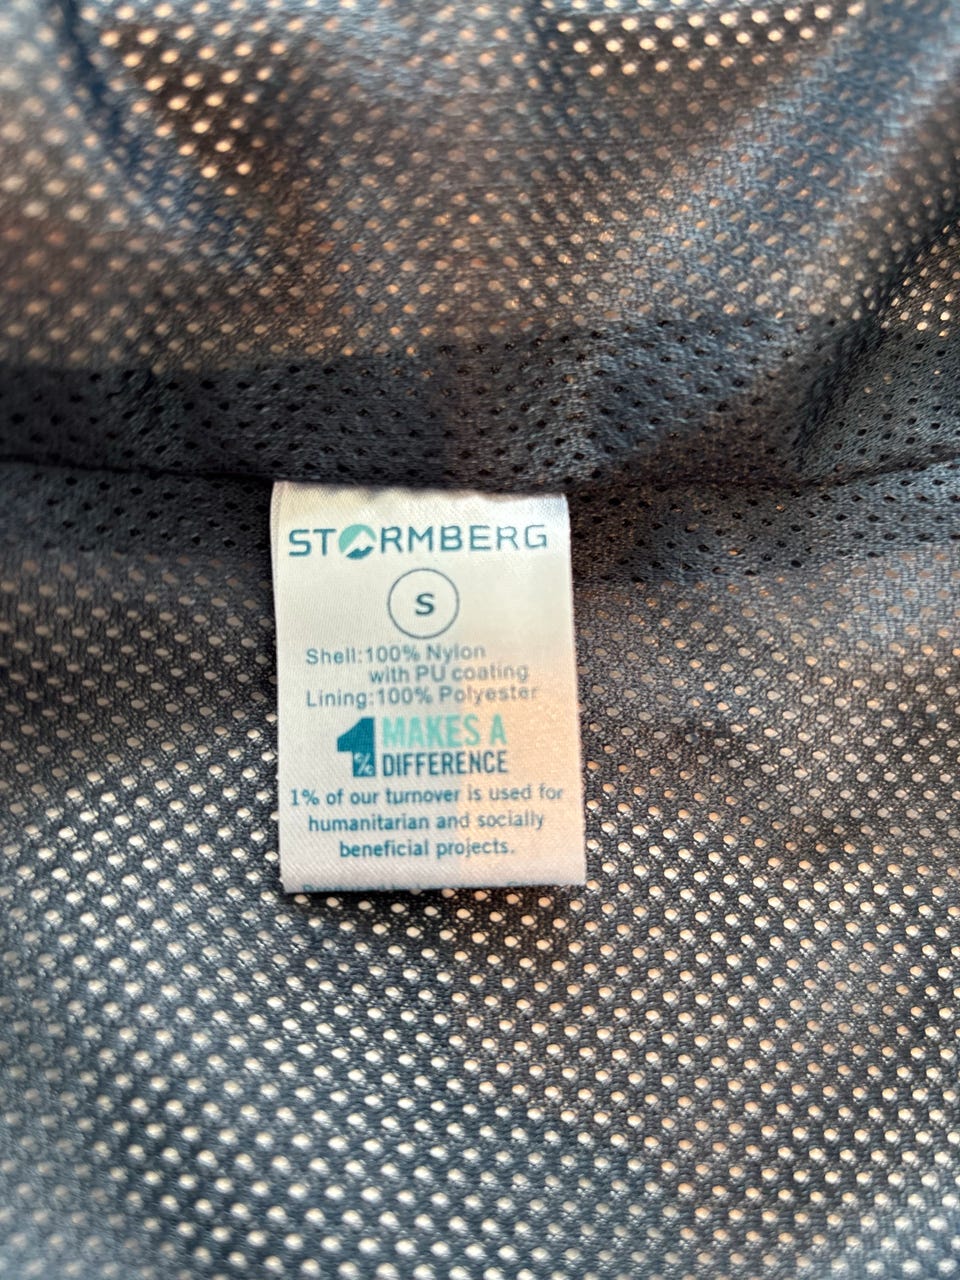 STORMBERG
S
Shell:100% Nylon
with PU coating
Lining:100% Polyester
1% MAKES A
DIFFERENCE
1% of our turnover is used for
humanitarian and socially
beneficial projects.